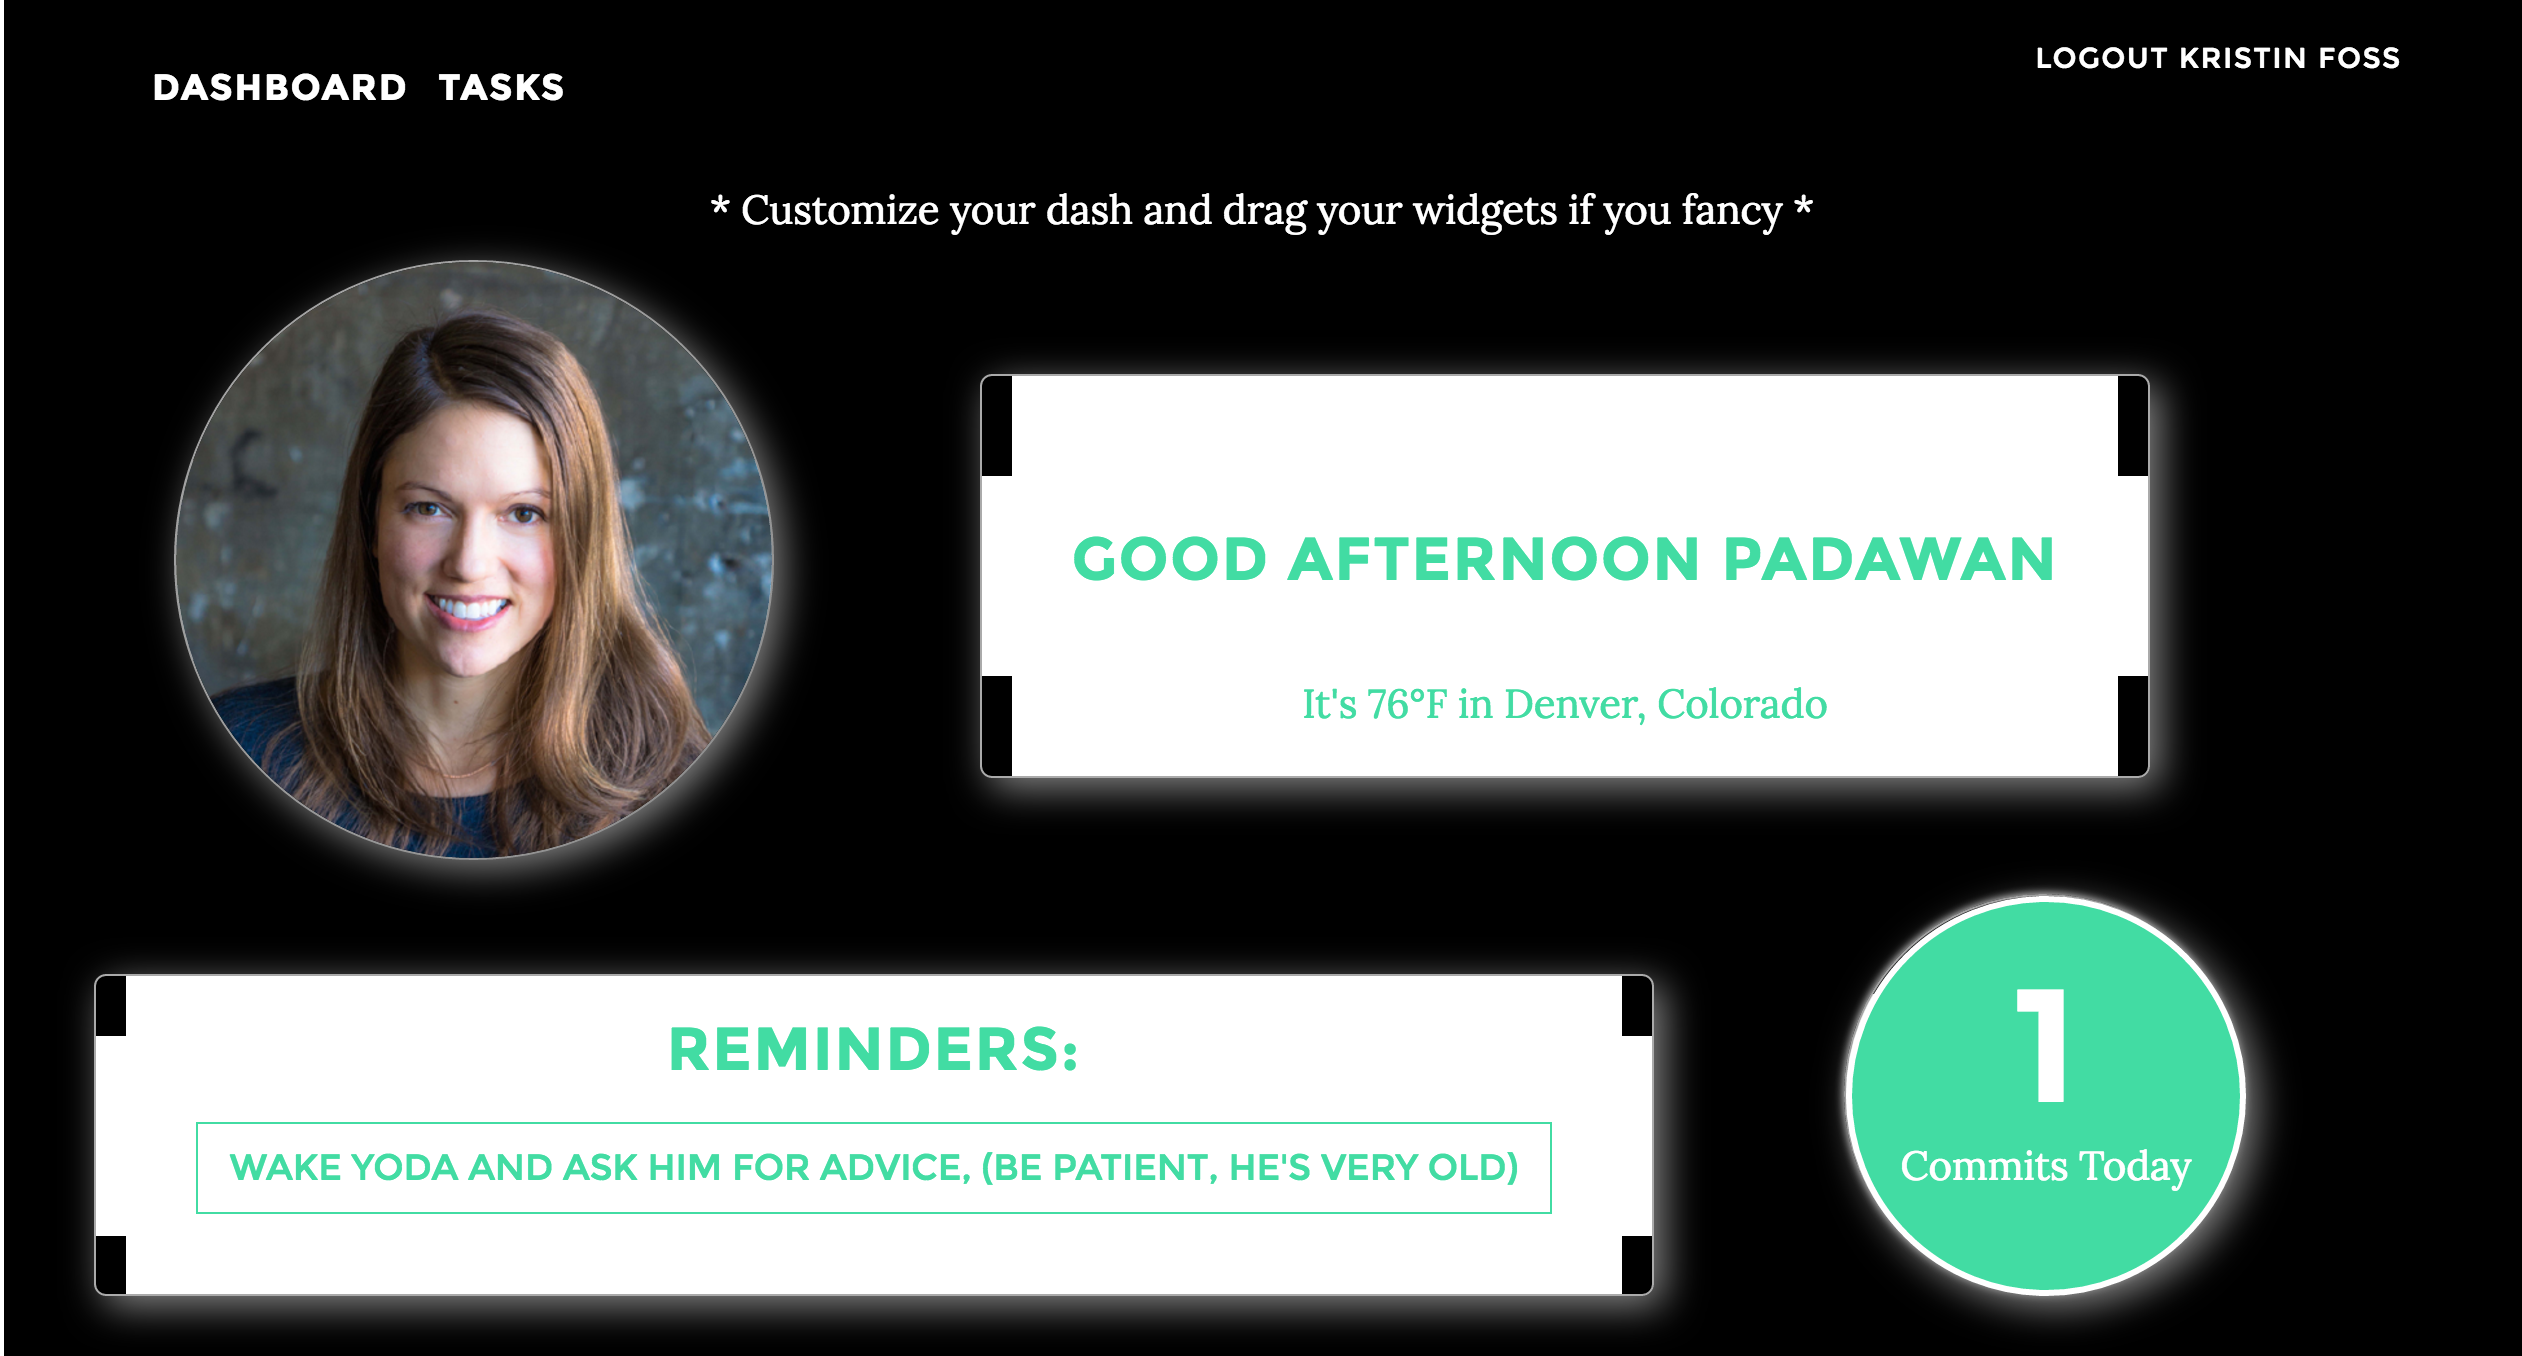 LOGOUT KRISTIN FOSS
DASHBOARD TASKS
* Customize your dash and drag your widgets if you fancy *
GOOD AFTERNOON PADAWAN
It's 76°F in Denver, Colorado
REMINDERS:
WAKE YODA AND ASK HIM FOR ADVICE, (BE PATIENT, HE'S VERY OLD)
1
Commits Today